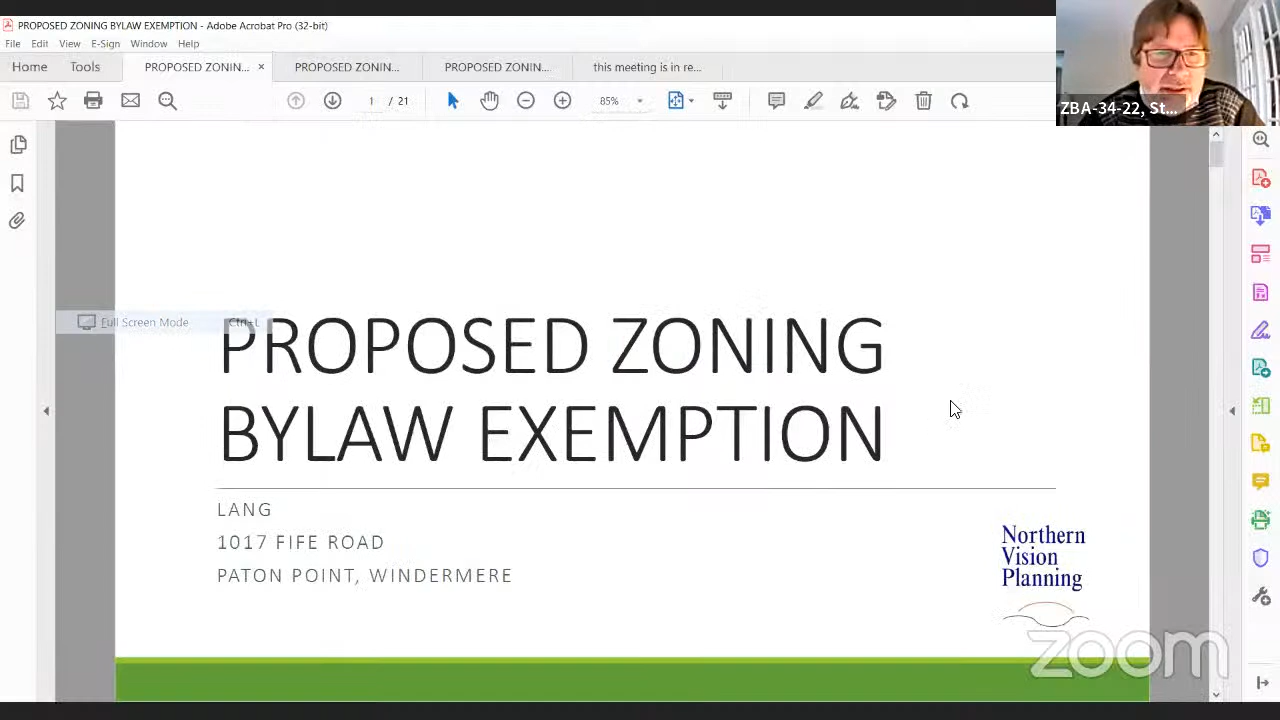 PROPOSED ZONING BYLAW EXEMPTION - Adobe Acrobat Pro (32-bit)
File Edit View E-Sign Window Help
Home Tools PROPOSED ZONIN... × PROPOSED ZONIN... PROPOSED ZONIN... this meeting is in re...
1 / 21 85%
ZBA-34-22, St...
Full Screen Mode Ctrl+L
PROPOSED ZONING
BYLAW EXEMPTION
LANG
1017 FIFE ROAD
PATON POINT, WINDERMERE
Northern
Vision
Planning
zoom